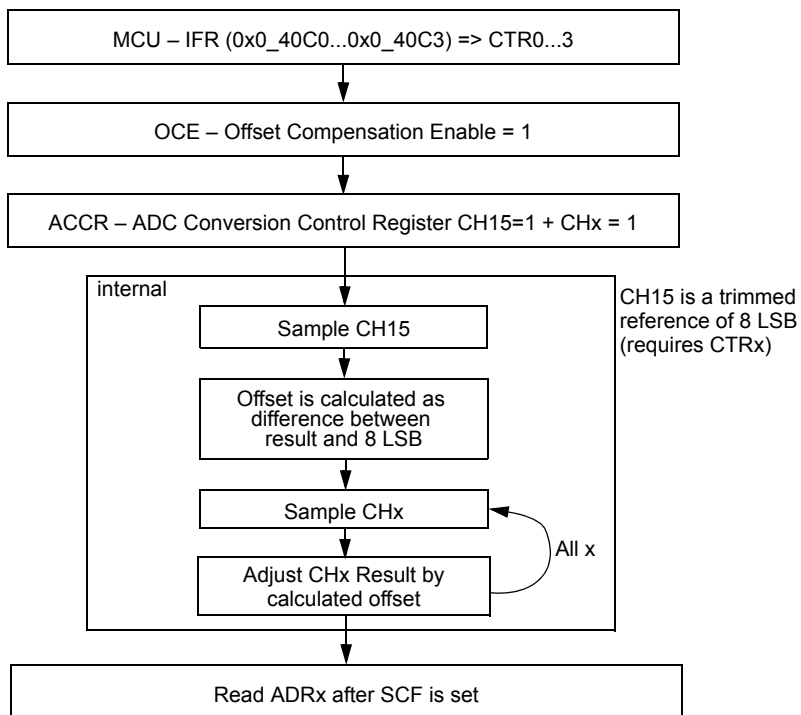 MCU – IFR (0x0_40C0...0x0_40C3) => CTR0...3
OCE – Offset Compensation Enable = 1
ACCR – ADC Conversion Control Register CH15=1 + CHx = 1
internal
CH15 is a trimmed
reference of 8 LSB
(requires CTRx)
Sample CH15
Offset is calculated as
difference between
result and 8 LSB
Sample CHx
All x
Adjust CHx Result by
calculated offset
Read ADRx after SCF is set